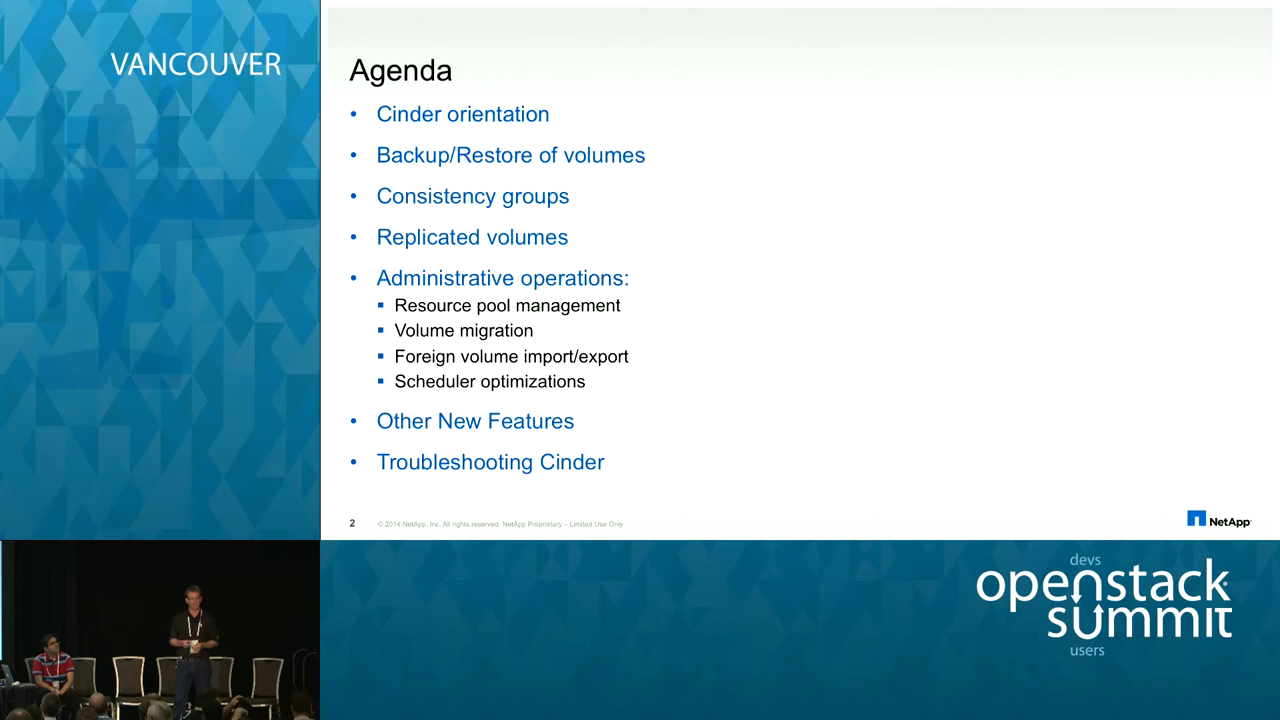 VANCOUVER
Agenda
• Cinder orientation
• Backup/Restore of volumes
• Consistency groups
• Replicated volumes
• Administrative operations:
▪ Resource pool management
▪ Volume migration
▪ Foreign volume import/export
▪ Scheduler optimizations
• Other New Features
• Troubleshooting Cinder
2 © 2014 NetApp, Inc. All rights reserved. NetApp Proprietary – Limited Use Only
NetApp
devs
openstack
summit
users